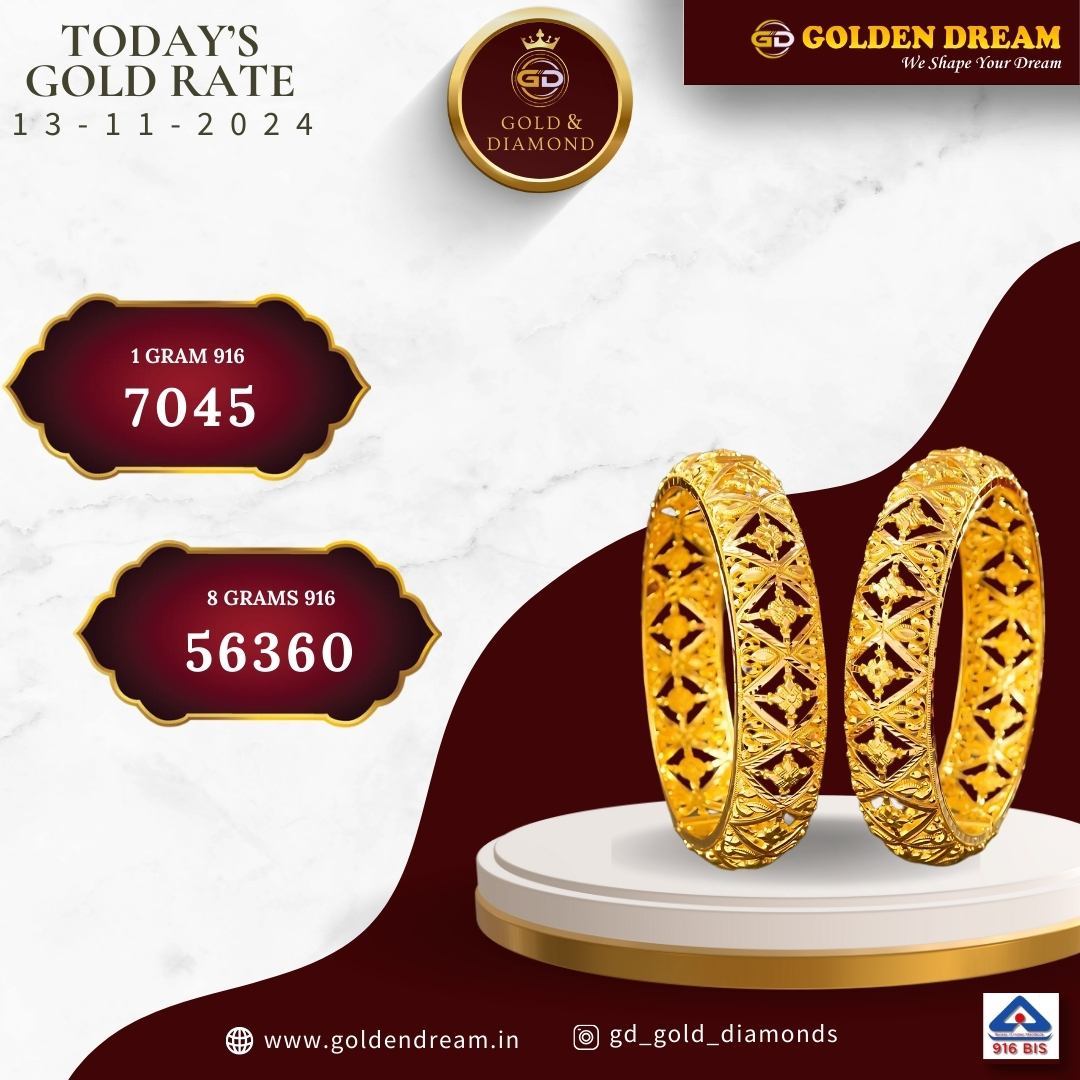 TODAY'S
GOLD RATE
13-11-2024
GD
GOLD &
DIAMOND
GD GOLDEN DREAM
We Shape Your Dream
1 GRAM 916
7045
8 GRAMS 916
56360
www.goldendream.in
gd_gold_diamonds
916 BIS